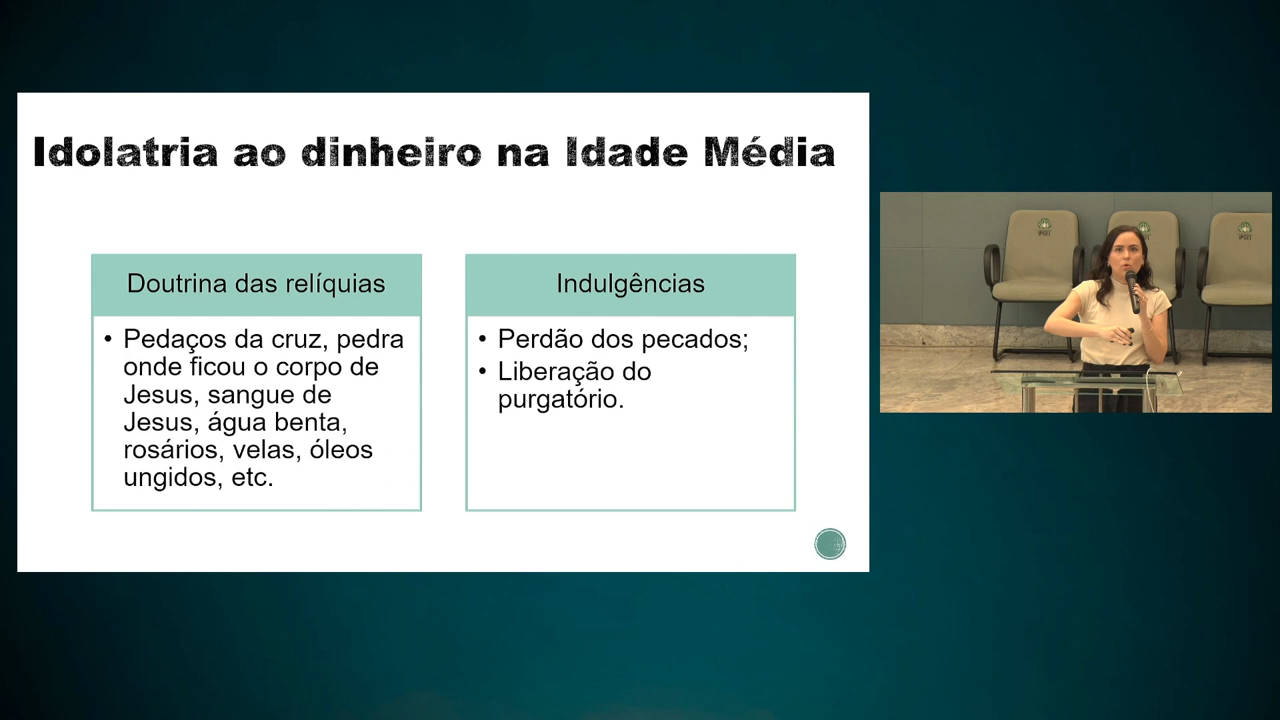 Idolatria ao dinheiro na Idade Média
Doutrina das relíquias
• Pedaços da cruz, pedra
onde ficou o corpo de
Jesus, sangue de
Jesus, água benta,
rosários, velas, óleos
ungidos, etc.
Indulgências
• Perdão dos pecados;
• Liberação do
purgatório.